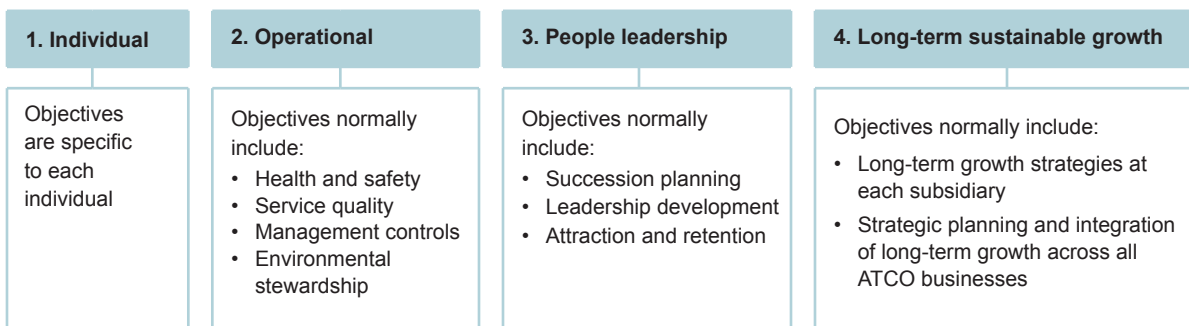 1. Individual
Objectives
are specific
to each
individual
2. Operational
Objectives normally
include:
• Health and safety
• Service quality
• Management controls
• Environmental
stewardship
3. People leadership
Objectives normally
include:
• Succession planning
• Leadership development
• Attraction and retention
4. Long-term sustainable growth
Objectives normally include:
• Long-term growth strategies at
each subsidiary
• Strategic planning and integration
of long-term growth across all
ATCO businesses